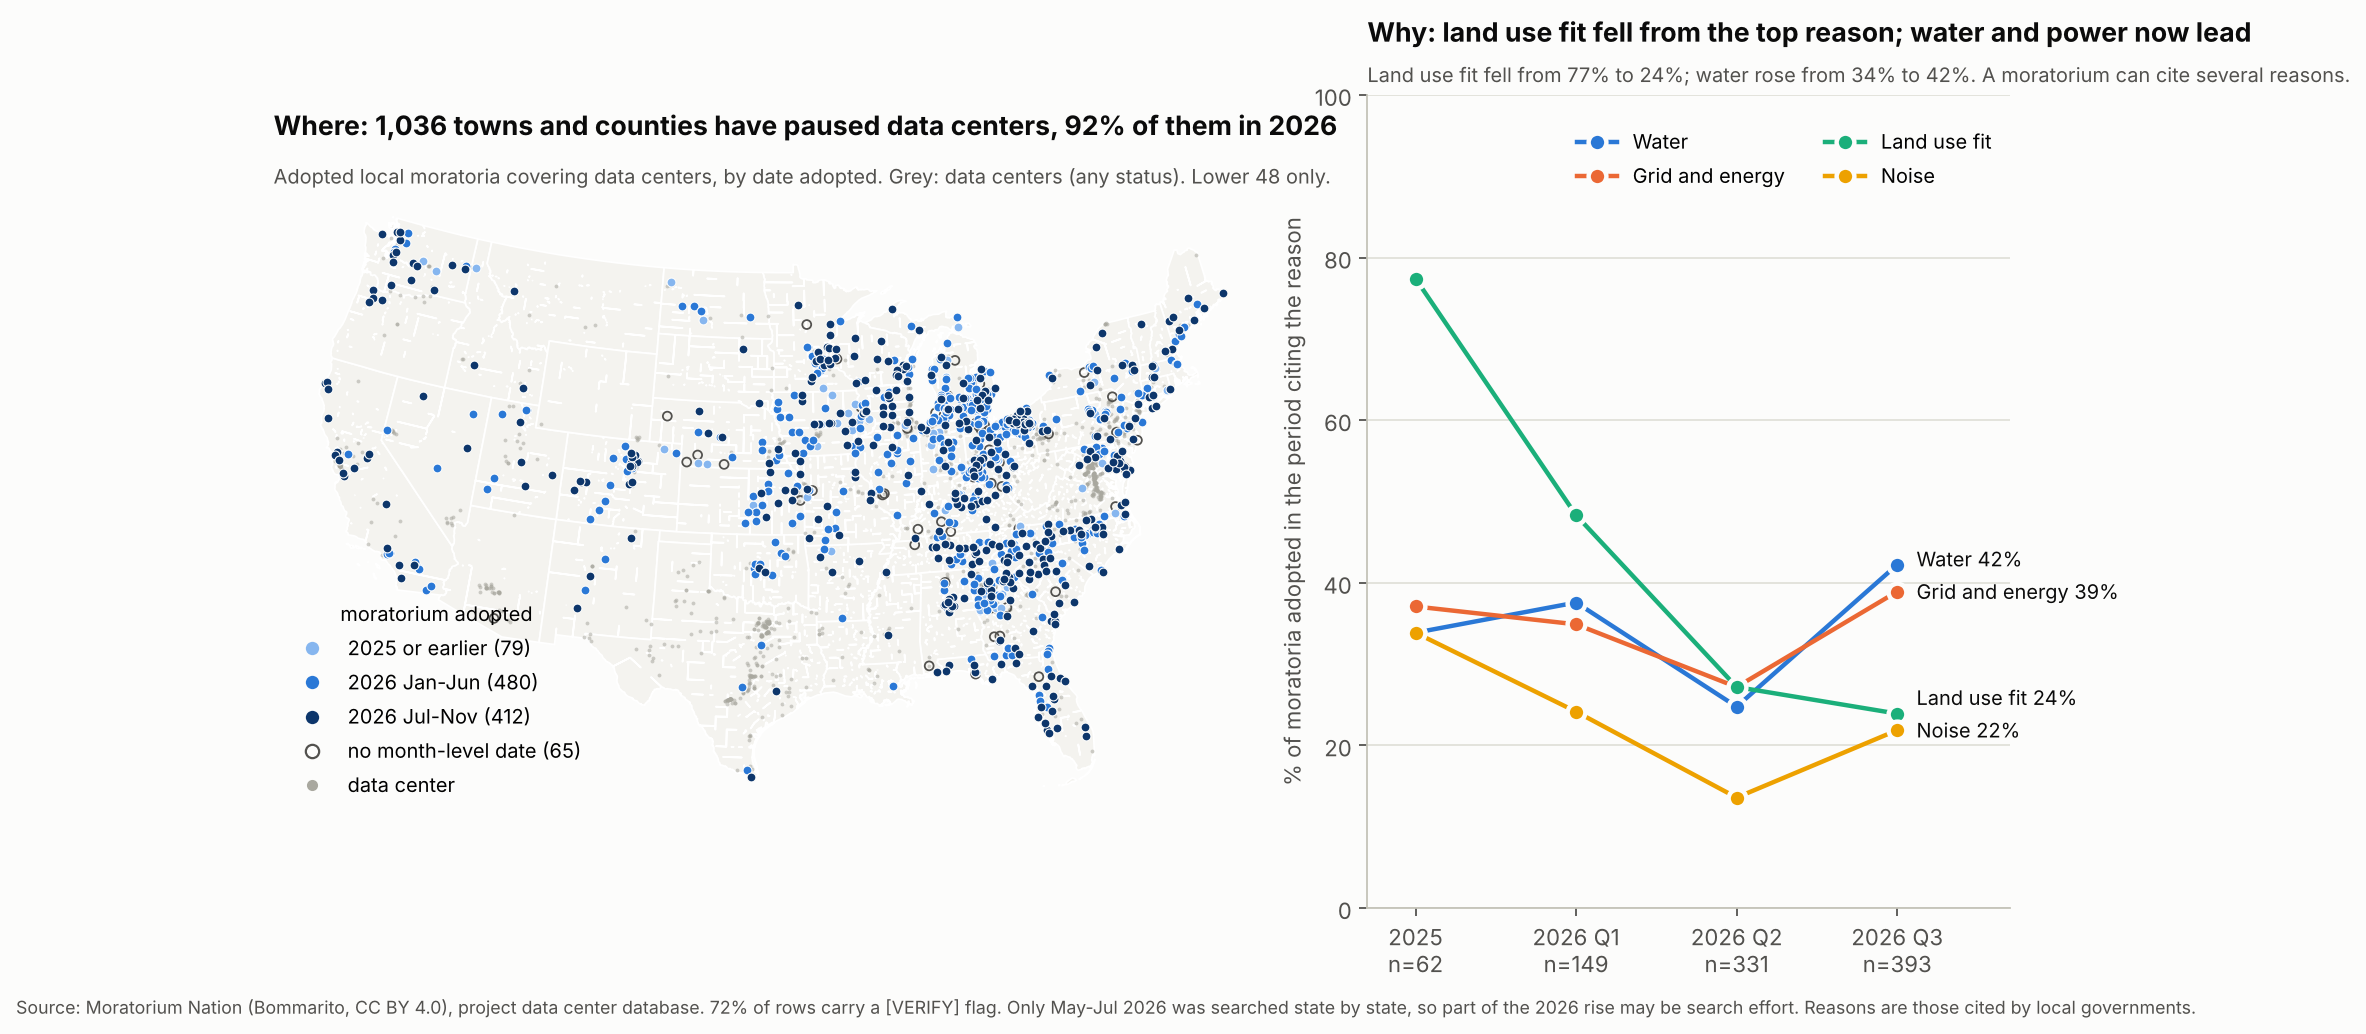 Where: 1,036 towns and counties have paused data centers, 92% of them in 2026
Adopted local moratoria covering data centers, by date adopted. Grey: data centers (any status). Lower 48 only.
moratorium adopted
2025 or earlier (79)
2026 Jan-Jun (480)
2026 Jul-Nov (412)
no month-level date (65)
data center
Why: land use fit fell from the top reason; water and power now lead
Land use fit fell from 77% to 24%; water rose from 34% to 42%. A moratorium can cite several reasons.
% of moratoria adopted in the period citing the reason
100
80
60
40
20
0
Water
Grid and energy
Land use fit
Noise
Water 42%
Grid and energy 39%
Land use fit 24%
Noise 22%
2025
n=62
2026 Q1
n=149
2026 Q2
n=331
2026 Q3
n=393
Source: Moratorium Nation (Bommarito, CC BY 4.0), project data center database. 72% of rows carry a [VERIFY] flag. Only May-Jul 2026 was searched state by state, so part of the 2026 rise may be search effort. Reasons are those cited by local governments.